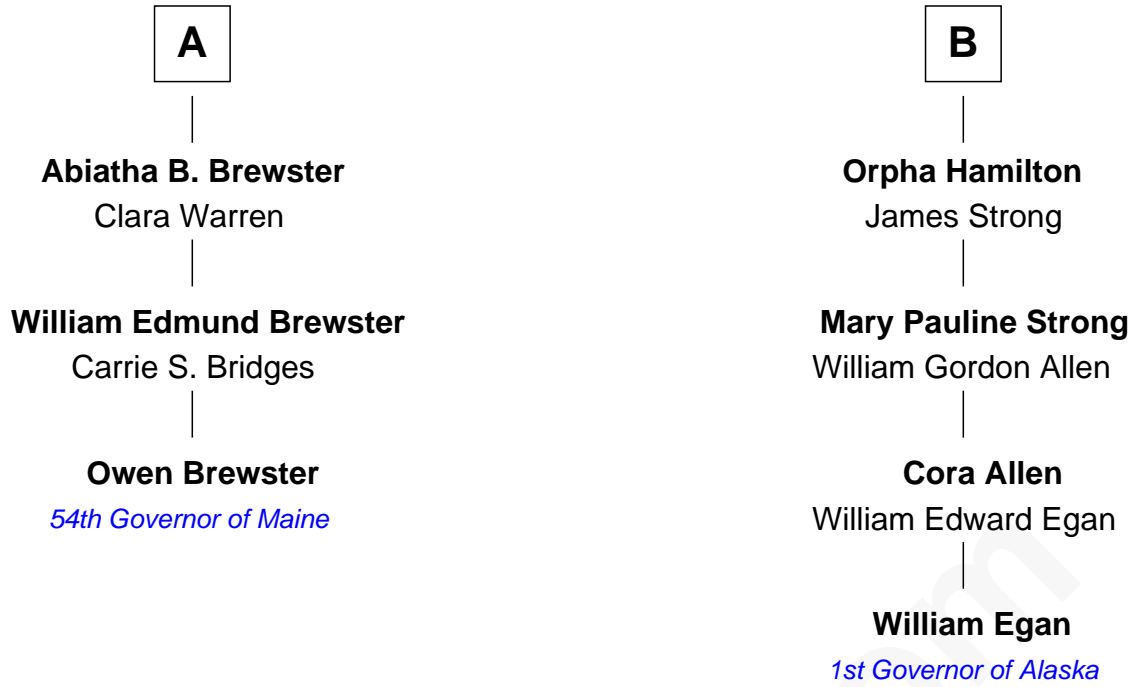 A
Abiatha B. Brewster
Clara Warren
William Edmund Brewster
Carrie S. Bridges
Owen Brewster
54th Governor of Maine
B
Orpha Hamilton
James Strong
Mary Pauline Strong
William Gordon Allen
Cora Allen
William Edward Egan
William Egan
1st Governor of Alaska